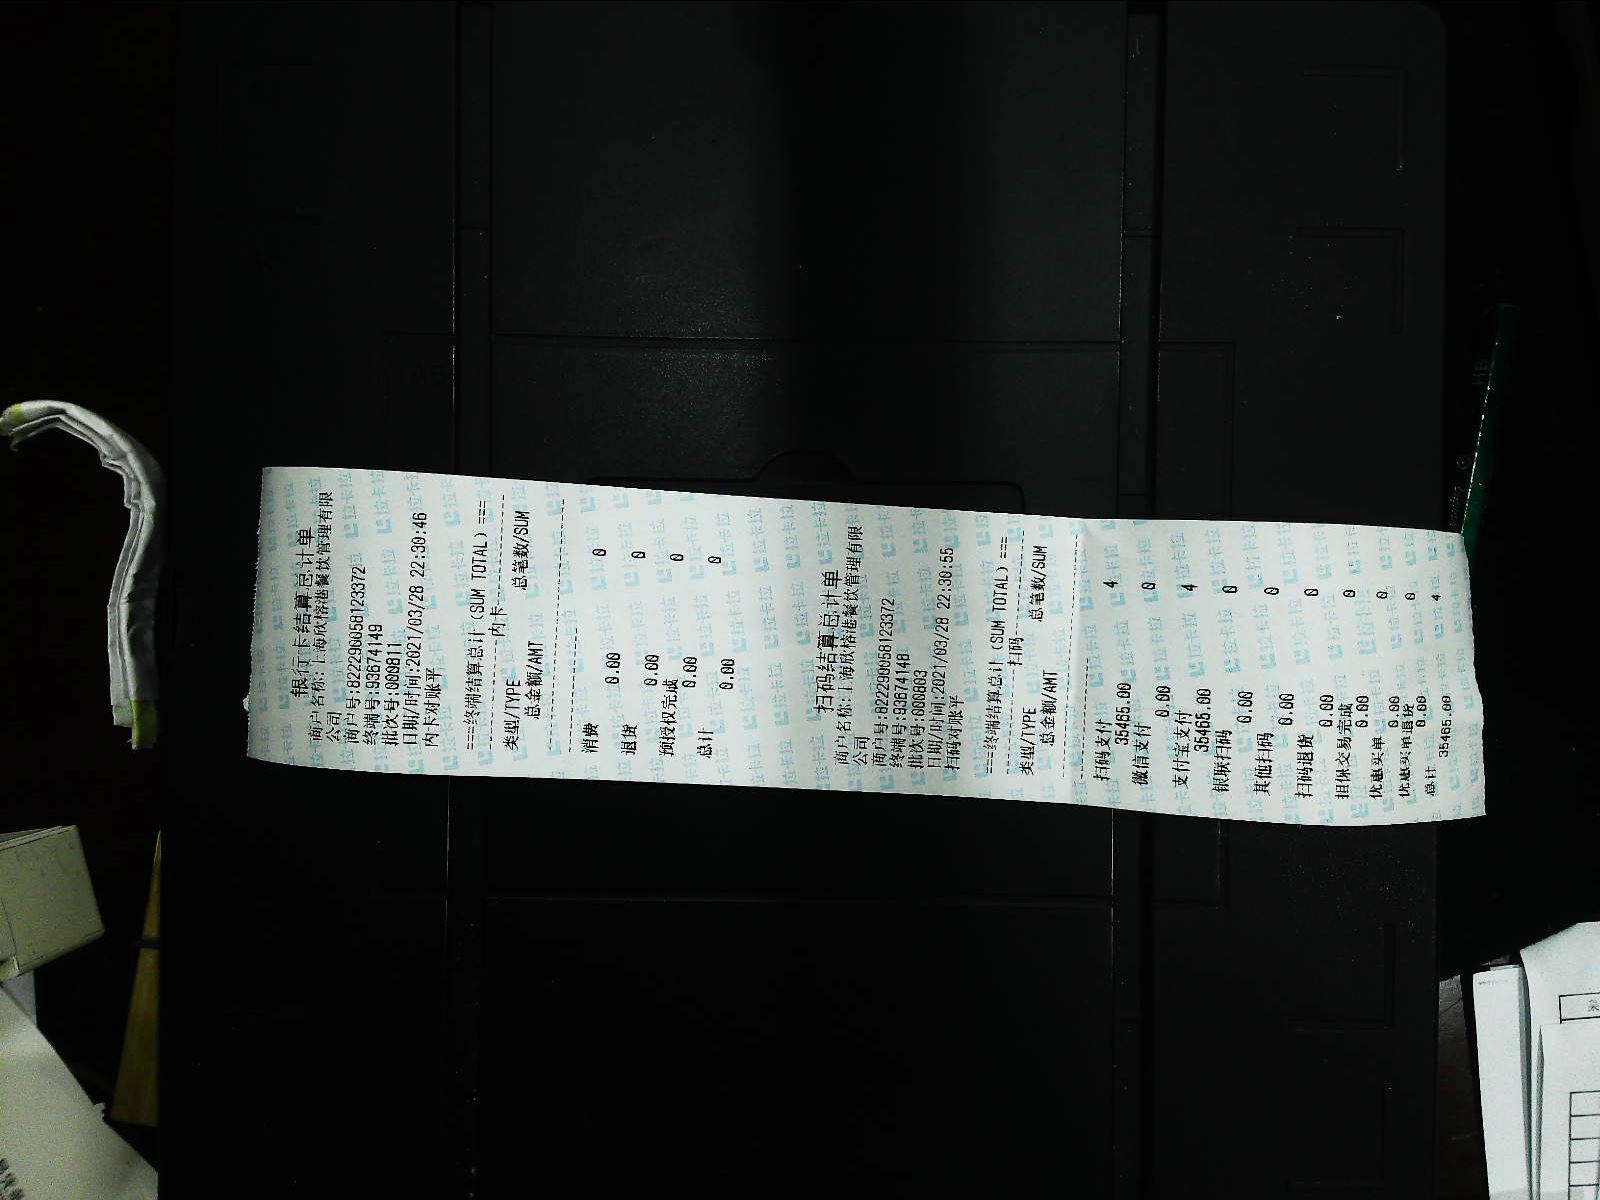 银行卡结算总计单
商户名称:上海欣榕港餐饮管理有限
公司
商户号:822290058123372
终端号:93674149
批次号:000811
日期/时间:2021/03/28 22:30:46
内卡对账平
===终端结算总计(SUM TOTAL)===
内卡
类型/TYPE 总笔数/SUM
总金额/AMT
消费 0
0.00
退货 0
0.00
预授权完成 0
0.00
总计 0
0.00
扫码结算总计单
商户名称:上海欣榕港餐饮管理有限
公司
商户号:822290058123372
终端号:93674148
批次号:000803
日期/时间:2021/03/28 22:30:55
扫码对账平
===终端结算总计(SUM TOTAL)===
扫码
类型/TYPE 总笔数/SUM
总金额/AMT
扫码支付 4
35465.00
微信支付 0
0.00
支付宝支付 4
35465.00
银联扫码 0
0.00
其他扫码 0
0.00
扫码退货 0
0.00
担保交易完成 0
0.00
优惠买单 0
0.00
优惠买单退货 0
0.00
总计 4
35465.00
拉卡拉